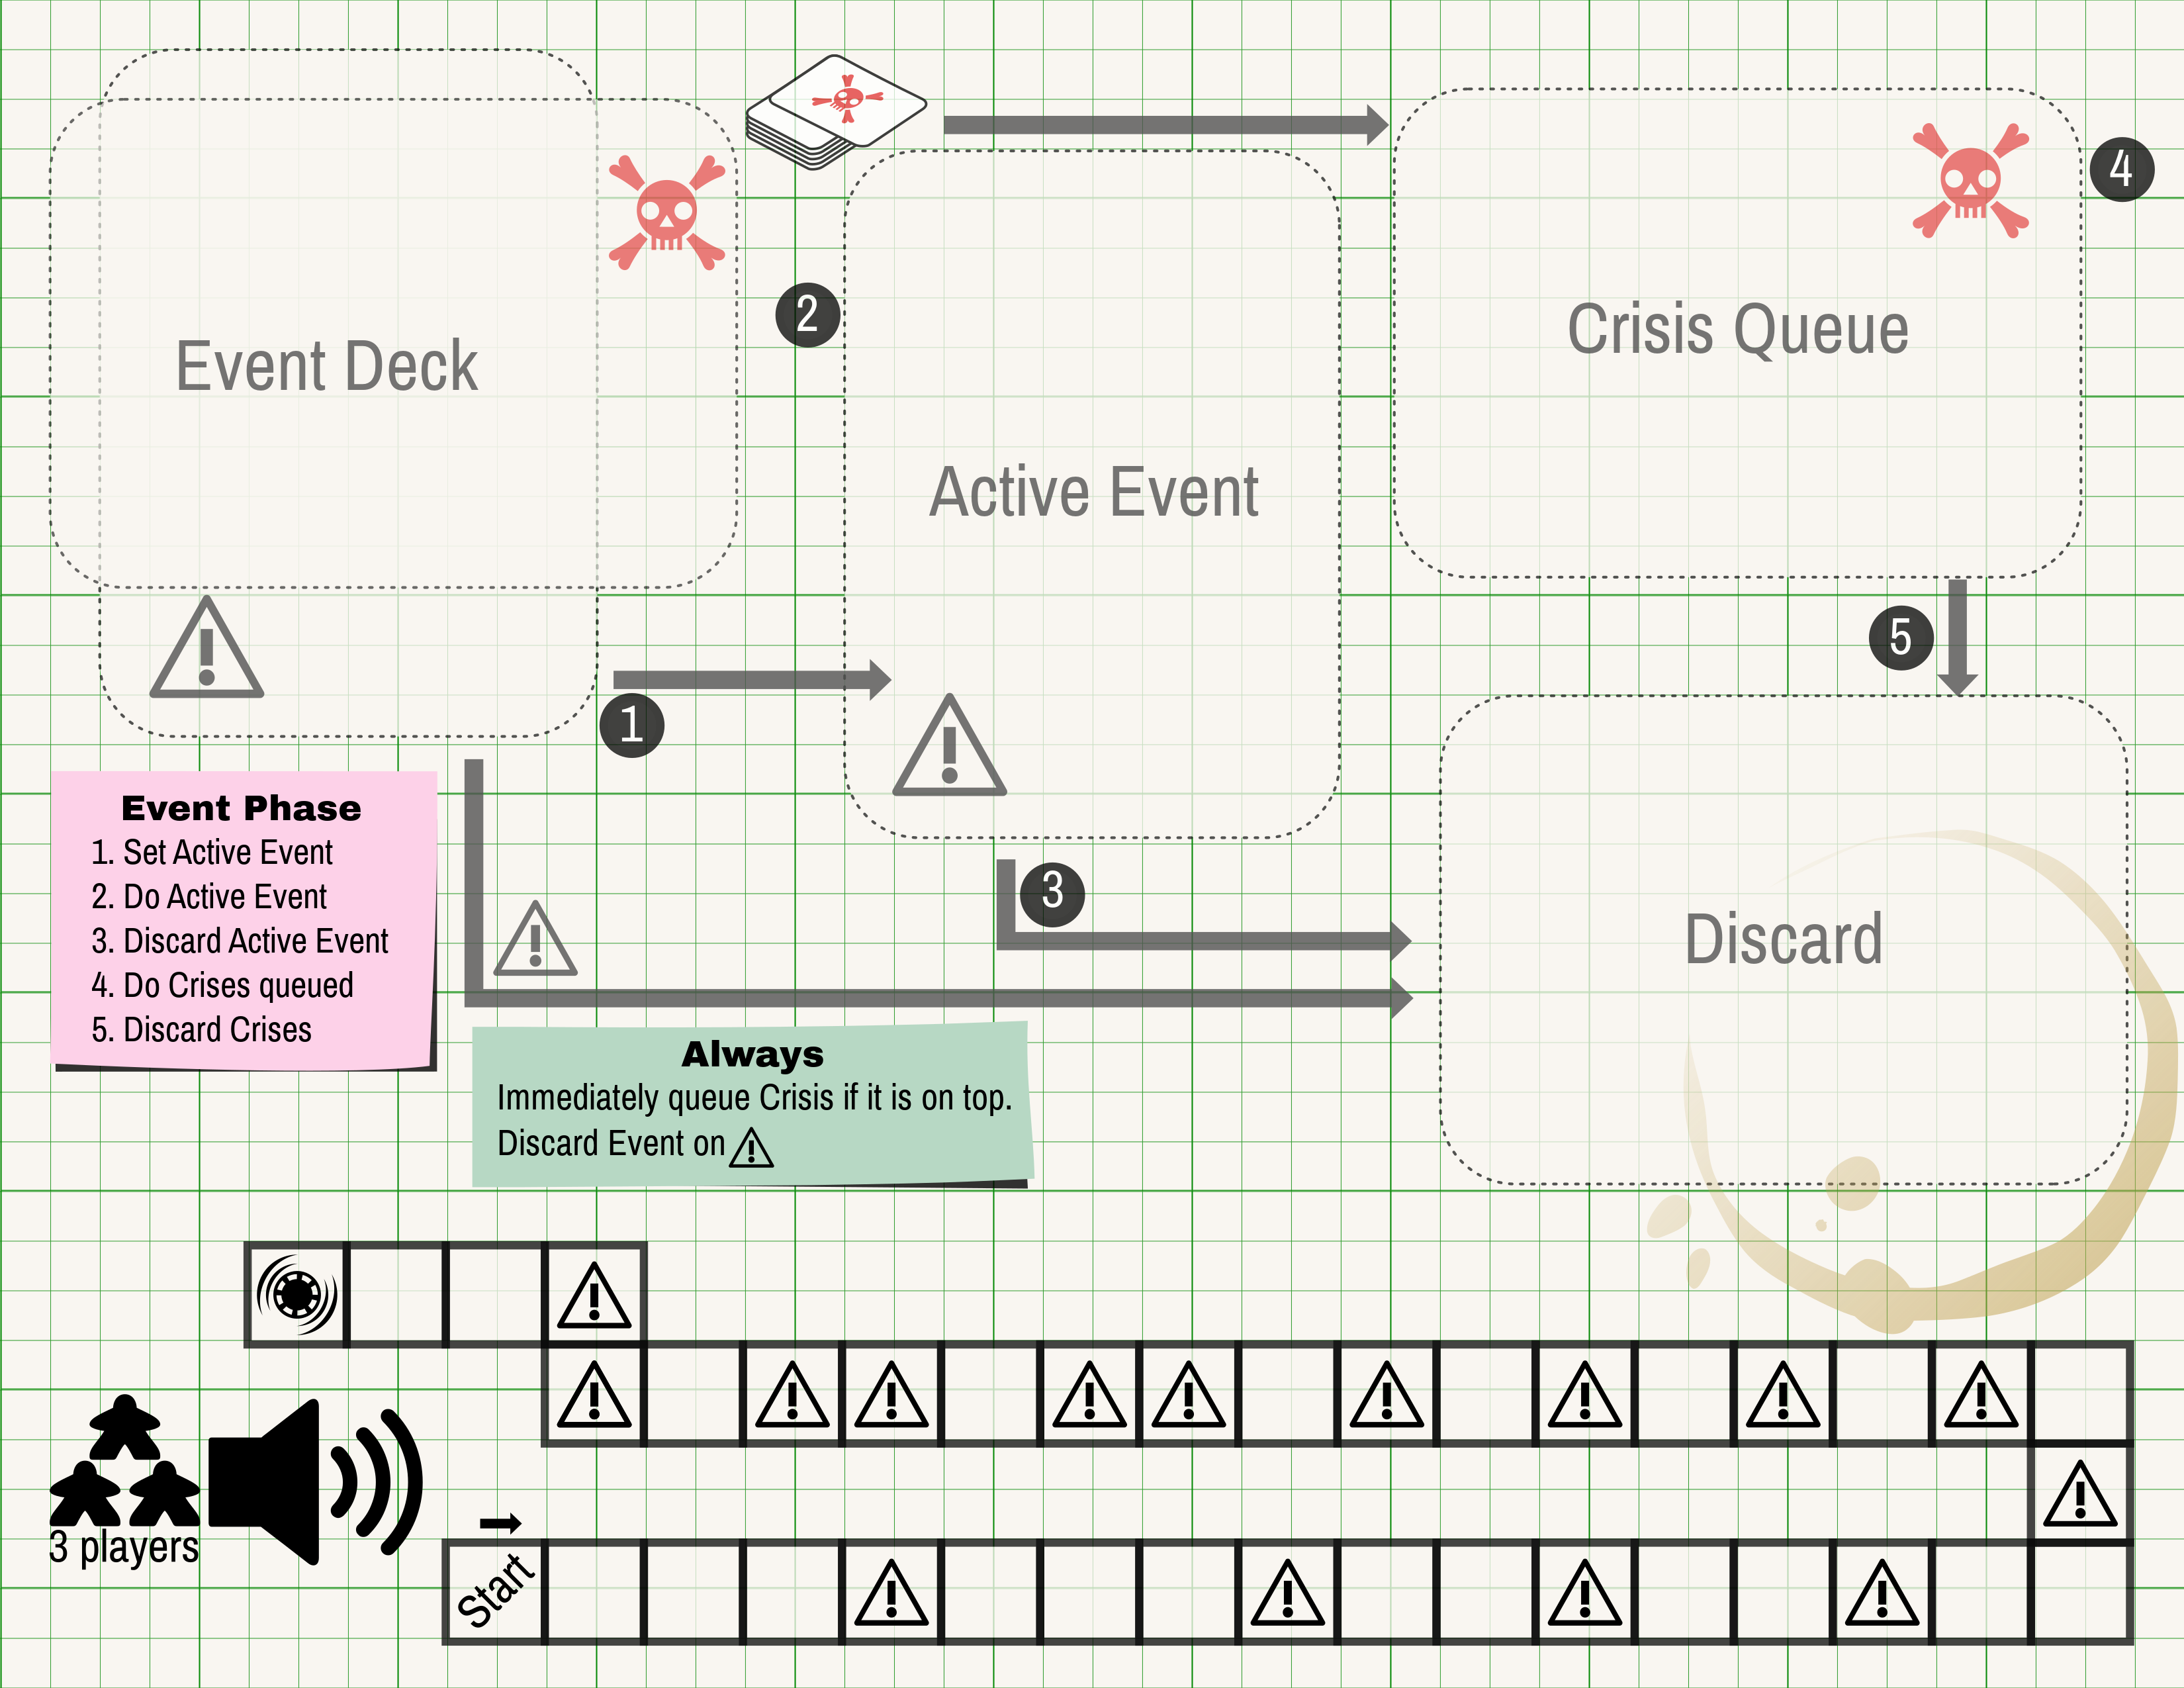 Event Deck
Active Event
Crisis Queue
Discard
1
2
3
4
5
Event Phase
1. Set Active Event
2. Do Active Event
3. Discard Active Event
4. Do Crises queued
5. Discard Crises
Always
Immediately queue Crisis if it is on top.
Discard Event on
3 players
Start